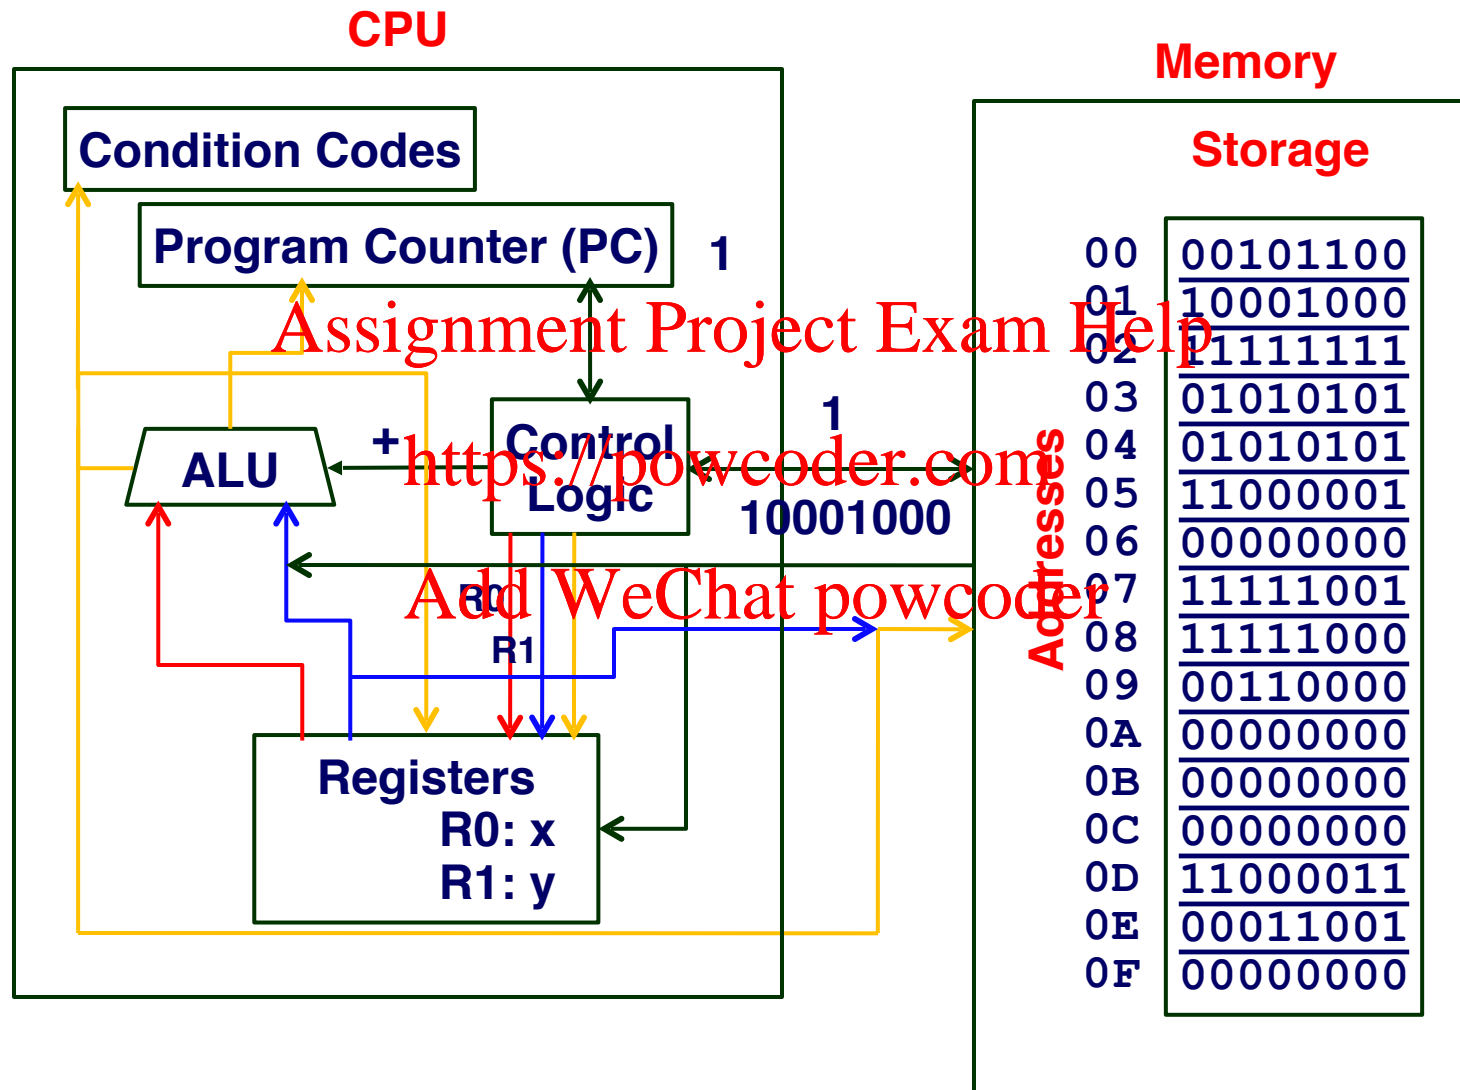 CPU
Memory
Condition Codes
Storage
Program Counter (PC)
1
00 00101100
01 10001000
Assignment Project Exam Help
02 11111111
03 01010101
1
+
Control
Logic
04 01010101
ALU
https://powcoder.com
05 11000001
10001000
Addresses
06 00000000
R0
Add WeChat powcoder
07 11111001
R1
08 11111000
09 00110000
0A 00000000
Registers
0B 00000000
R0: x
0C 00000000
R1: y
0D 11000011
0E 00011001
0F 00000000